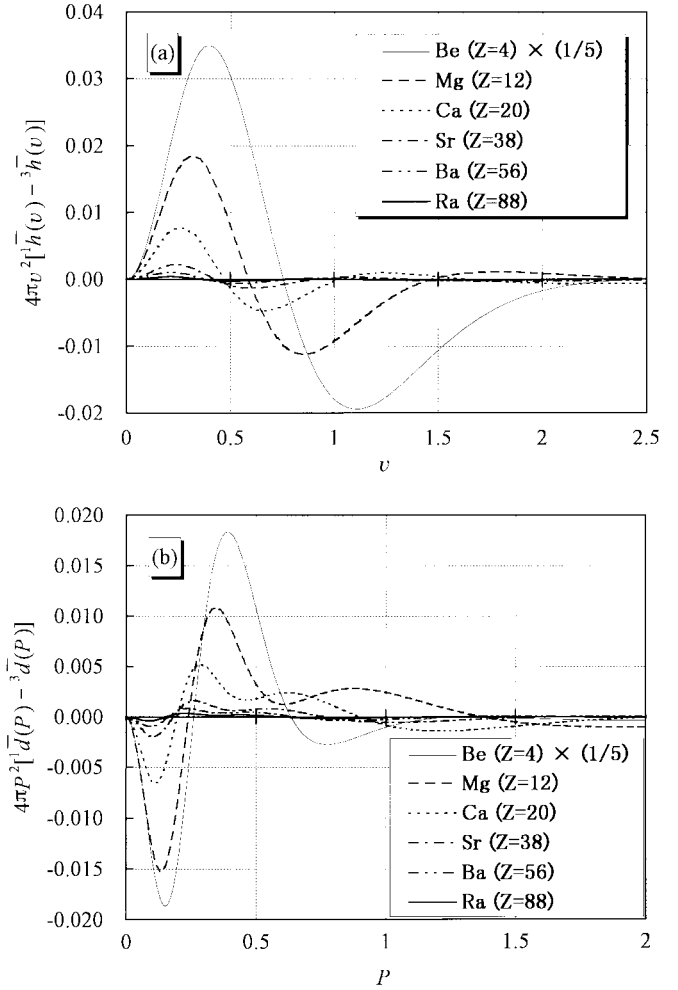 (a)
Be (Z=4) × (1/5)
Mg (Z=12)
Ca (Z=20)
Sr (Z=38)
Ba (Z=56)
Ra (Z=88)
0.04
0.03
0.02
0.01
0.00
-0.01
-0.02
4πv²[¹h̅(v) − ³h̅(v)]
0 0.5 1 1.5 2 2.5
v
(b)
0.020
0.015
0.010
0.005
0.000
-0.005
-0.010
-0.015
-0.020
4πP²[¹d̅(P) − ³d̅(P)]
Be (Z=4) × (1/5)
Mg (Z=12)
Ca (Z=20)
Sr (Z=38)
Ba (Z=56)
Ra (Z=88)
0 0.5 1 1.5 2
P